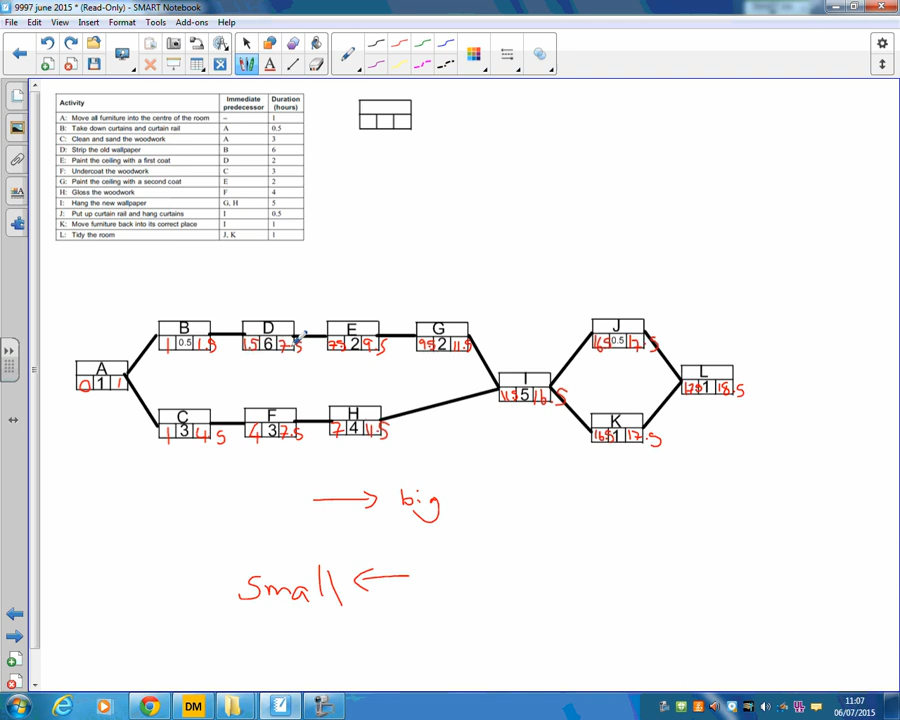 9997 june 2015 * (Read-Only) - SMART Notebook
File Edit View Insert Format Tools Add-ons Help
Activity Immediate predecessor Duration (hours)
A: Move all furniture into the centre of the room – 1
B: Take down curtains and curtain rail A 0.5
C: Clean and sand the woodwork A 3
D: Strip the old wallpaper B 6
E: Paint the ceiling with a first coat D 2
F: Undercoat the woodwork C 3
G: Paint the ceiling with a second coat E 2
H: Gloss the woodwork F 4
I: Hang the new wallpaper G, H 5
J: Put up curtain rail and hang curtains I 0.5
K: Move furniture back into its correct place I 1
L: Tidy the room J, K 1
B D E G J
1 0.5 1.5 1.5 6 7.5 7.5 2 9.5 9.5 2 11.5 16.5 0.5 17.5
A I L
0 1 1 11.5 5 16.5 17.5 1 18.5
C F H K
1 3 4.5 4 3 7.5 7 4 11.5 16.5 1 17.5
big
small
DM
11:07
06/07/2015